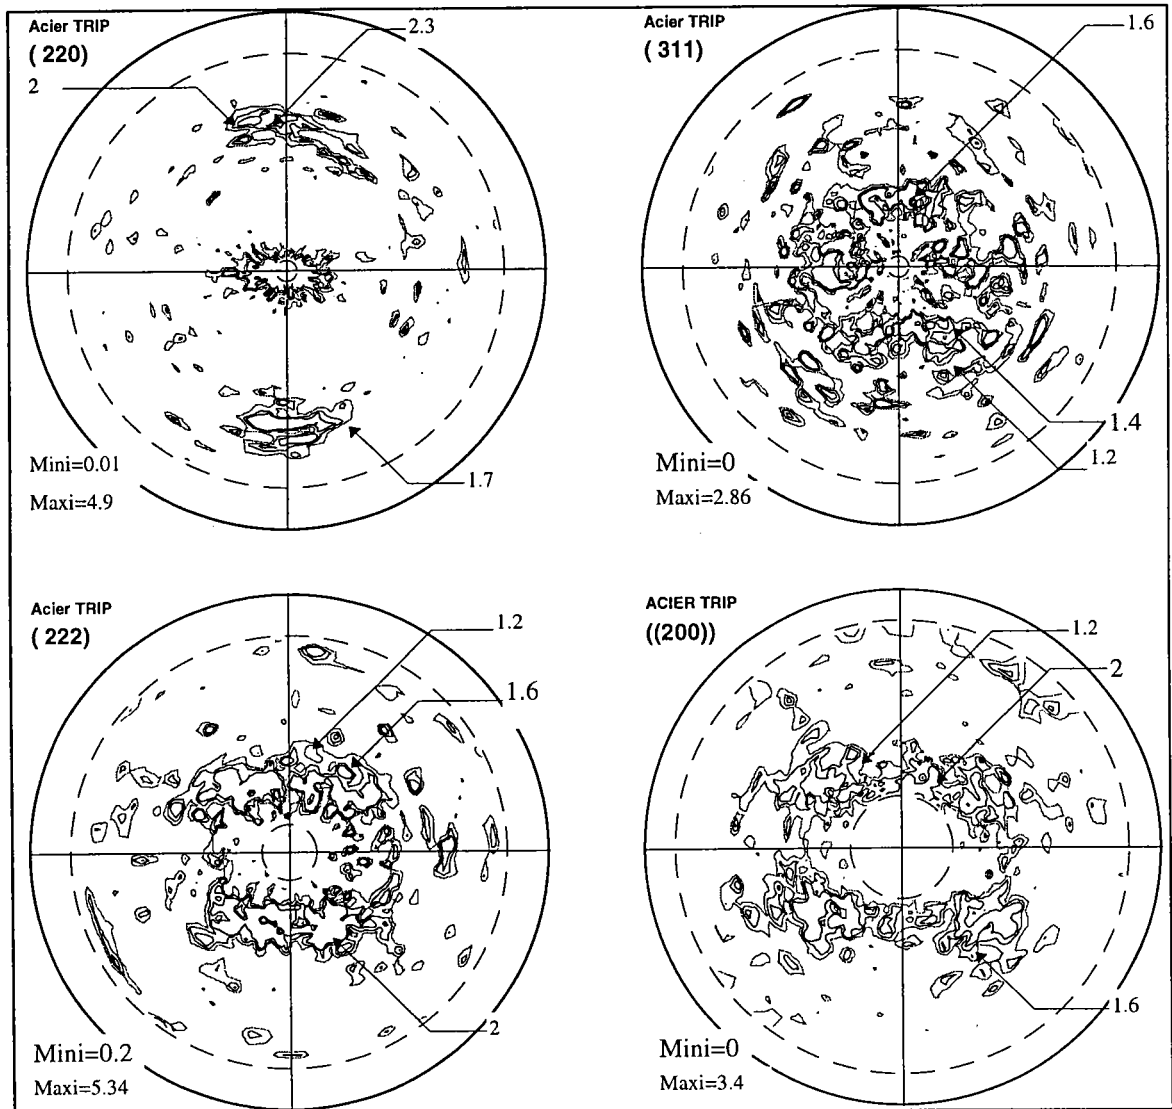 Acier TRIP
( 220)
2.3
2
1.7
Mini=0.01
Maxi=4.9
Acier TRIP
( 311)
1.6
1.4
1.2
Mini=0
Maxi=2.86
Acier TRIP
( 222)
1.2
1.6
2
Mini=0.2
Maxi=5.34
ACIER TRIP
((200))
1.2
2
1.6
Mini=0
Maxi=3.4